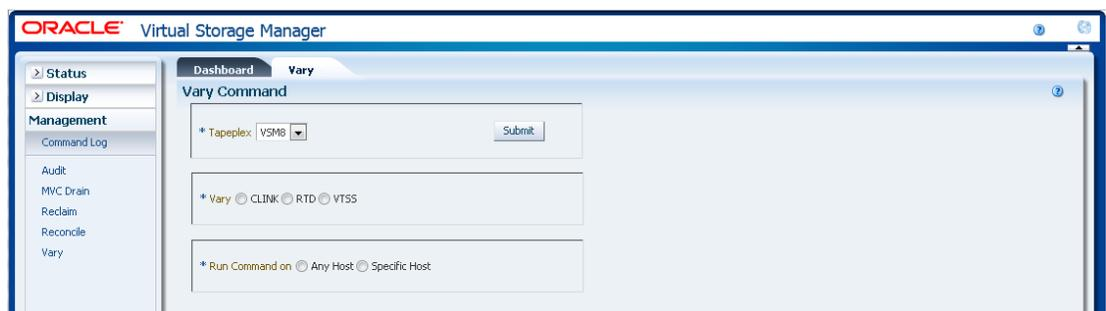 ORACLE Virtual Storage Manager
Status
Display
Management
Command Log
Audit
MVC Drain
Reclaim
Reconcile
Vary
Dashboard Vary
Vary Command
* Tapeplex VSM8 Submit
* Vary CLINK RTD VTSS
* Run Command on Any Host Specific Host